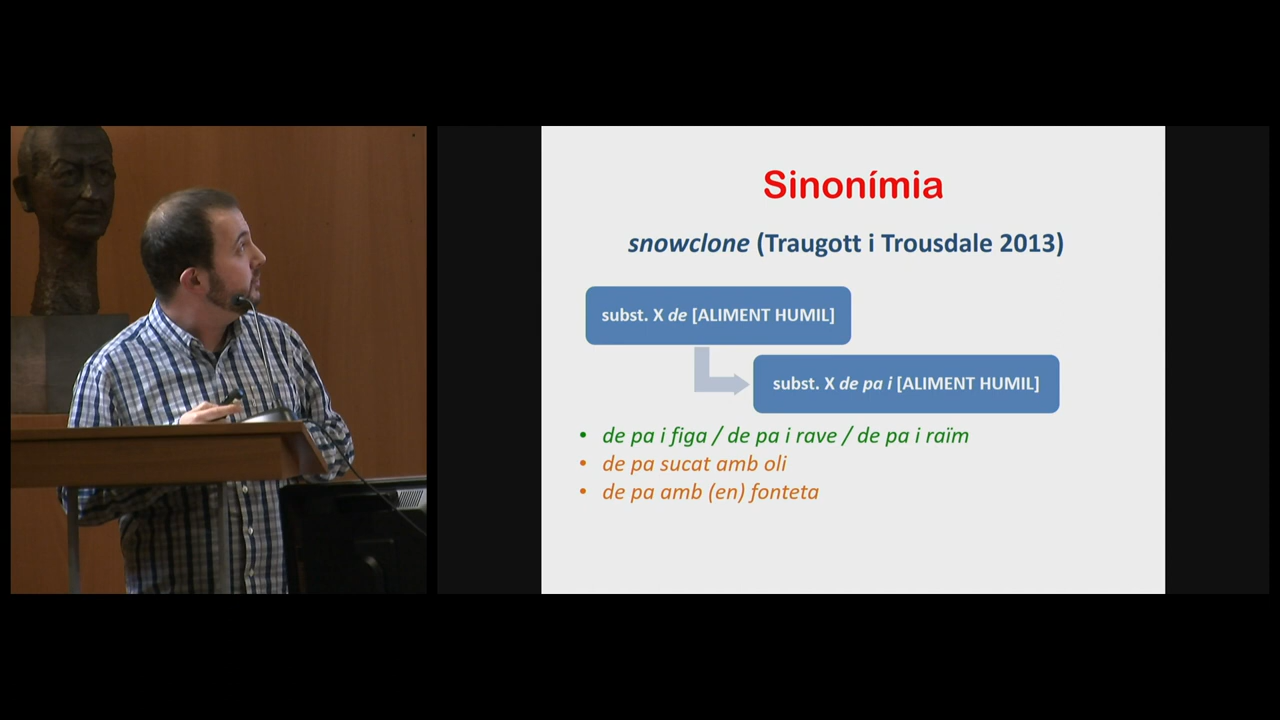 Sinonímia
snowclone (Traugott i Trousdale 2013)
subst. X de [ALIMENT HUMIL]
subst. X de pa i [ALIMENT HUMIL]
• de pa i figa / de pa i rave / de pa i raïm
• de pa sucat amb oli
• de pa amb (en) fonteta